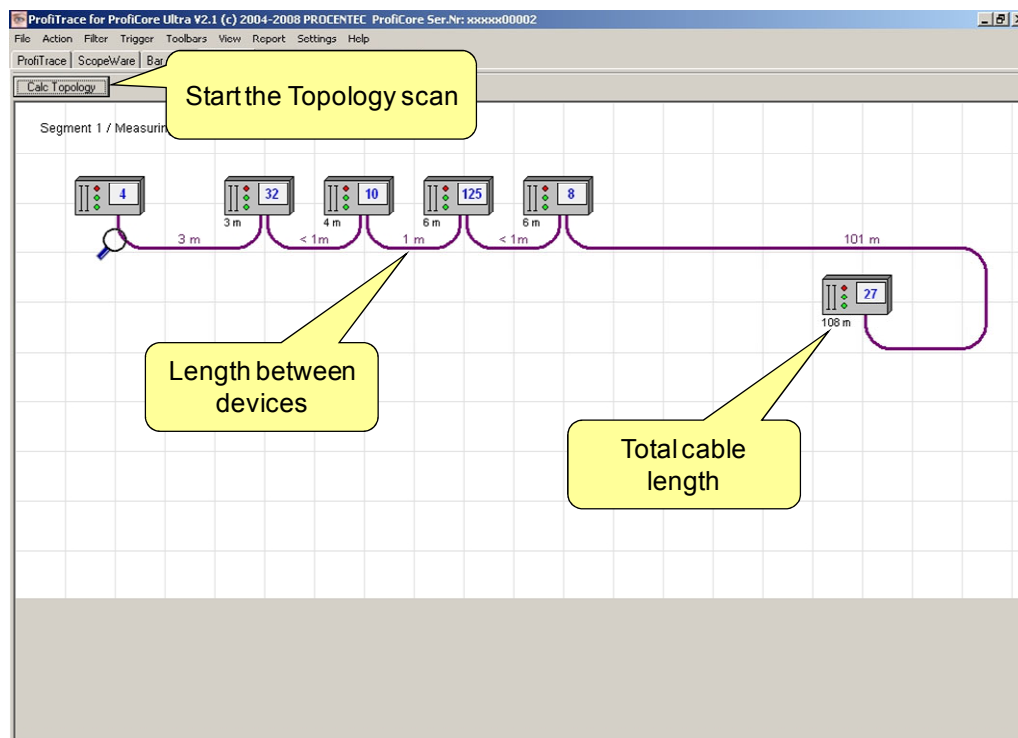 ProfiTrace for ProfiCore Ultra V2.1 (c) 2004-2008 PROCENTEC ProfiCore Ser.Nr: xxxxx00002
File Action Filter Trigger Toolbars View Report Settings Help
ProfiTrace ScopeWare Bar
Calc Topology
Start the Topology scan
Segment 1 / Measurin
4
32
10
125
8
3 m
4 m
6 m
6 m
3 m
< 1m
1 m
< 1m
101 m
27
108 m
Length between
devices
Total cable
length